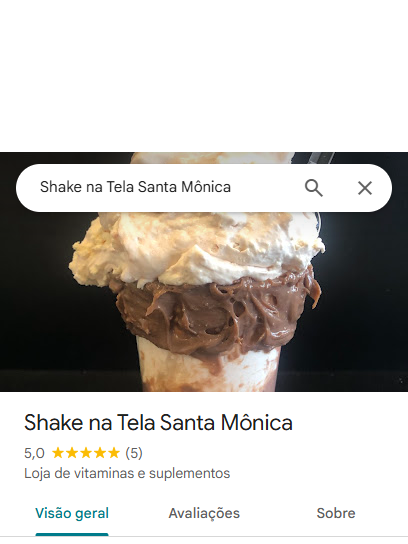 Shake na Tela Santa Mônica
Shake na Tela Santa Mônica
5,0 (5)
Loja de vitaminas e suplementos
Visão geral Avaliações Sobre